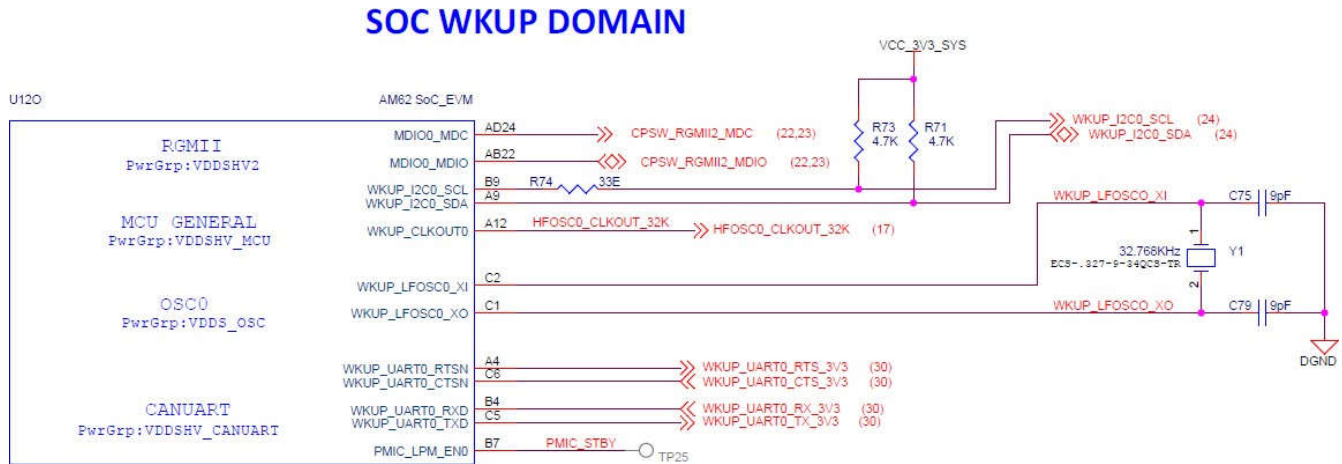 SOC WKUP DOMAIN
VCC_3V3_SYS
U12O
AM62 SoC_EVM
RGMII
PwrGrp:VDDSHV2
MCU GENERAL
PwrGrp:VDDSHV_MCU
OSC0
PwrGrp:VDDS_OSC
CANUART
PwrGrp:VDDSHV_CANUART
MDIO0_MDC AD24 CPSW_RGMII2_MDC (22,23)
MDIO0_MDIO AB22 CPSW_RGMII2_MDIO (22,23)
WKUP_I2C0_SCL B9 R74 33E
WKUP_I2C0_SDA A9
R73 4.7K
R71 4.7K
WKUP_I2C0_SCL (24)
WKUP_I2C0_SDA (24)
WKUP_CLKOUT0 A12 HFOSC0_CLKOUT_32K HFOSC0_CLKOUT_32K (17)
WKUP_LFOSC0_XI C2 WKUP_LFOSCO_XI C75 9pF
1
32.768KHz Y1
ECS-.327-9-34QCS-TR
2
WKUP_LFOSC0_XO C1 WKUP_LFOSCO_XO C79 9pF
DGND
WKUP_UART0_RTSN A4 WKUP_UART0_RTS_3V3 (30)
WKUP_UART0_CTSN C6 WKUP_UART0_CTS_3V3 (30)
WKUP_UART0_RXD B4 WKUP_UART0_RX_3V3 (30)
WKUP_UART0_TXD C5 WKUP_UART0_TX_3V3 (30)
PMIC_LPM_EN0 B7 PMIC_STBY TP25